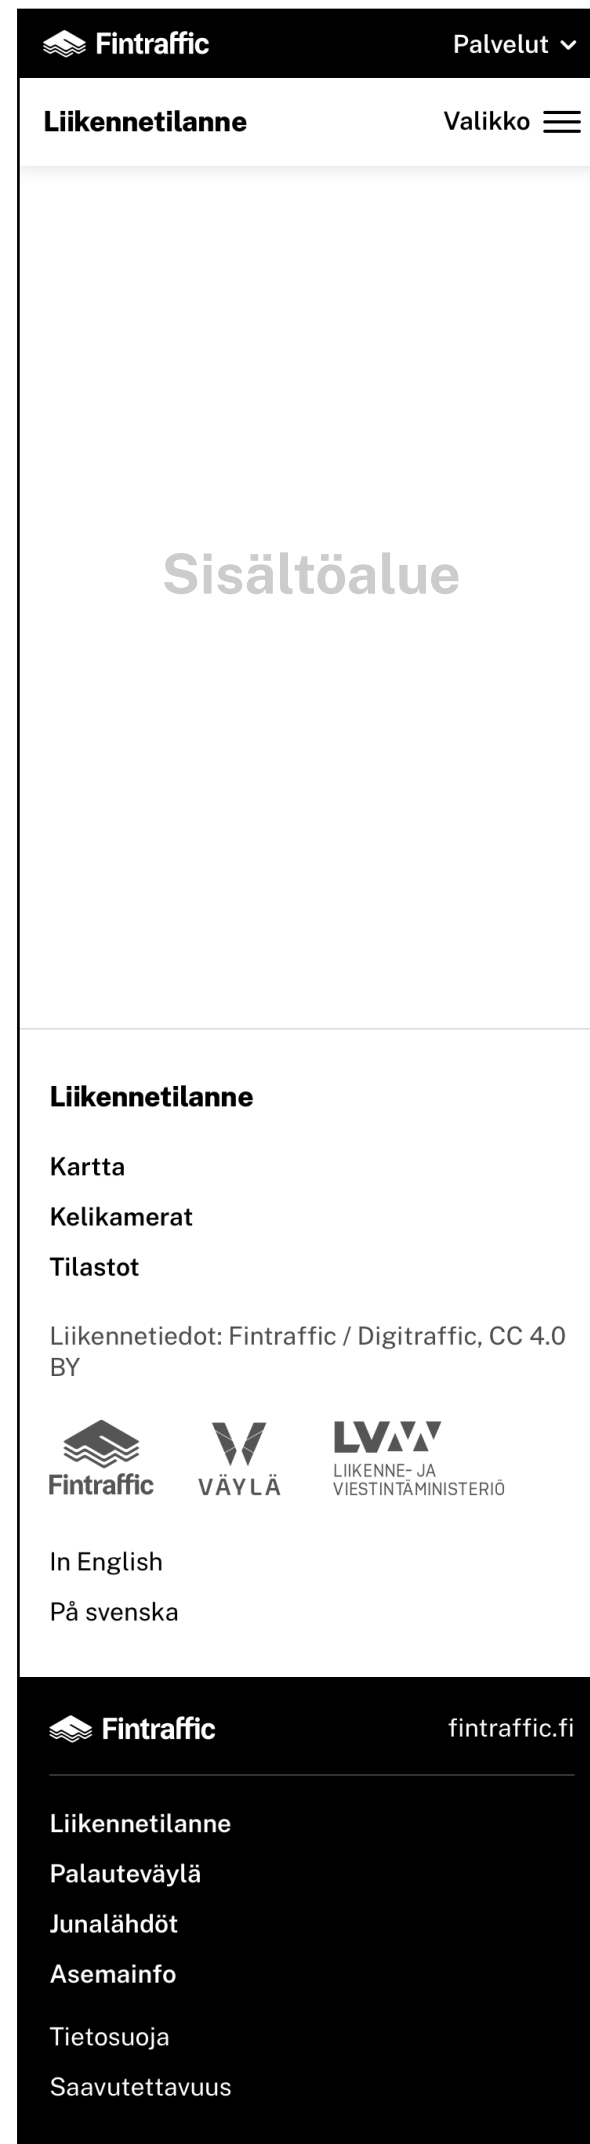 Fintraffic Palvelut
Liikennetilanne Valikko
Sisältöalue
Liikennetilanne
Kartta
Kelikamerat
Tilastot
Liikennetiedot: Fintraffic / Digitraffic, CC 4.0
BY
Fintraffic VÄYLÄ LVM
LIIKENNE- JA
VIESTINTÄMINISTERIÖ
In English
På svenska
Fintraffic fintraffic.fi
Liikennetilanne
Palauteväylä
Junalähdöt
Asemainfo
Tietosuoja
Saavutettavuus